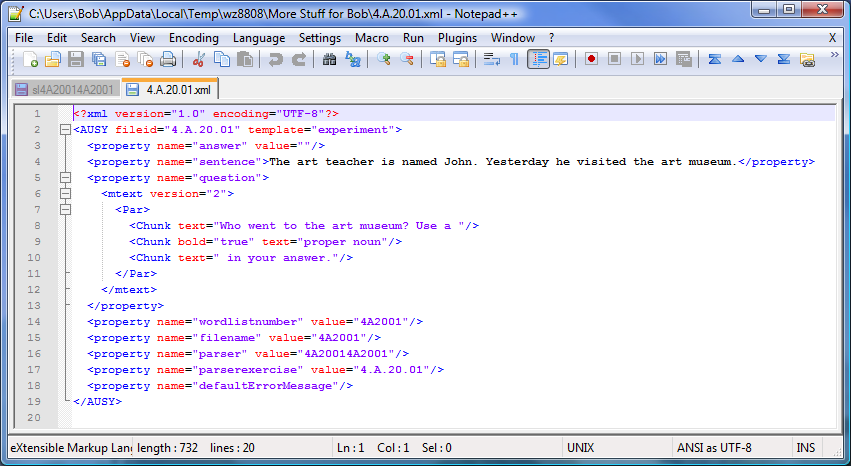 C:\Users\Bob\AppData\Local\Temp\wz8808\More Stuff for Bob\4.A.20.01.xml - Notepad++
File Edit Search View Encoding Language Settings Macro Run Plugins Window ? X
sl4A20014A2001 4.A.20.01.xml
1 <?xml version="1.0" encoding="UTF-8"?>
2 <AUSY fileid="4.A.20.01" template="experiment">
3 <property name="answer" value=""/>
4 <property name="sentence">The art teacher is named John. Yesterday he visited the art museum.</property>
5 <property name="question">
6 <mtext version="2">
7 <Par>
8 <Chunk text="Who went to the art museum? Use a "/>
9 <Chunk bold="true" text="proper noun"/>
10 <Chunk text=" in your answer."/>
11 </Par>
12 </mtext>
13 </property>
14 <property name="wordlistnumber" value="4A2001"/>
15 <property name="filename" value="4A2001"/>
16 <property name="parser" value="4A20014A2001"/>
17 <property name="parserexercise" value="4.A.20.01"/>
18 <property name="defaultErrorMessage"/>
19 </AUSY>
20
eXtensible Markup Lang length : 732 lines : 20 Ln : 1 Col : 1 Sel : 0 UNIX ANSI as UTF-8 INS